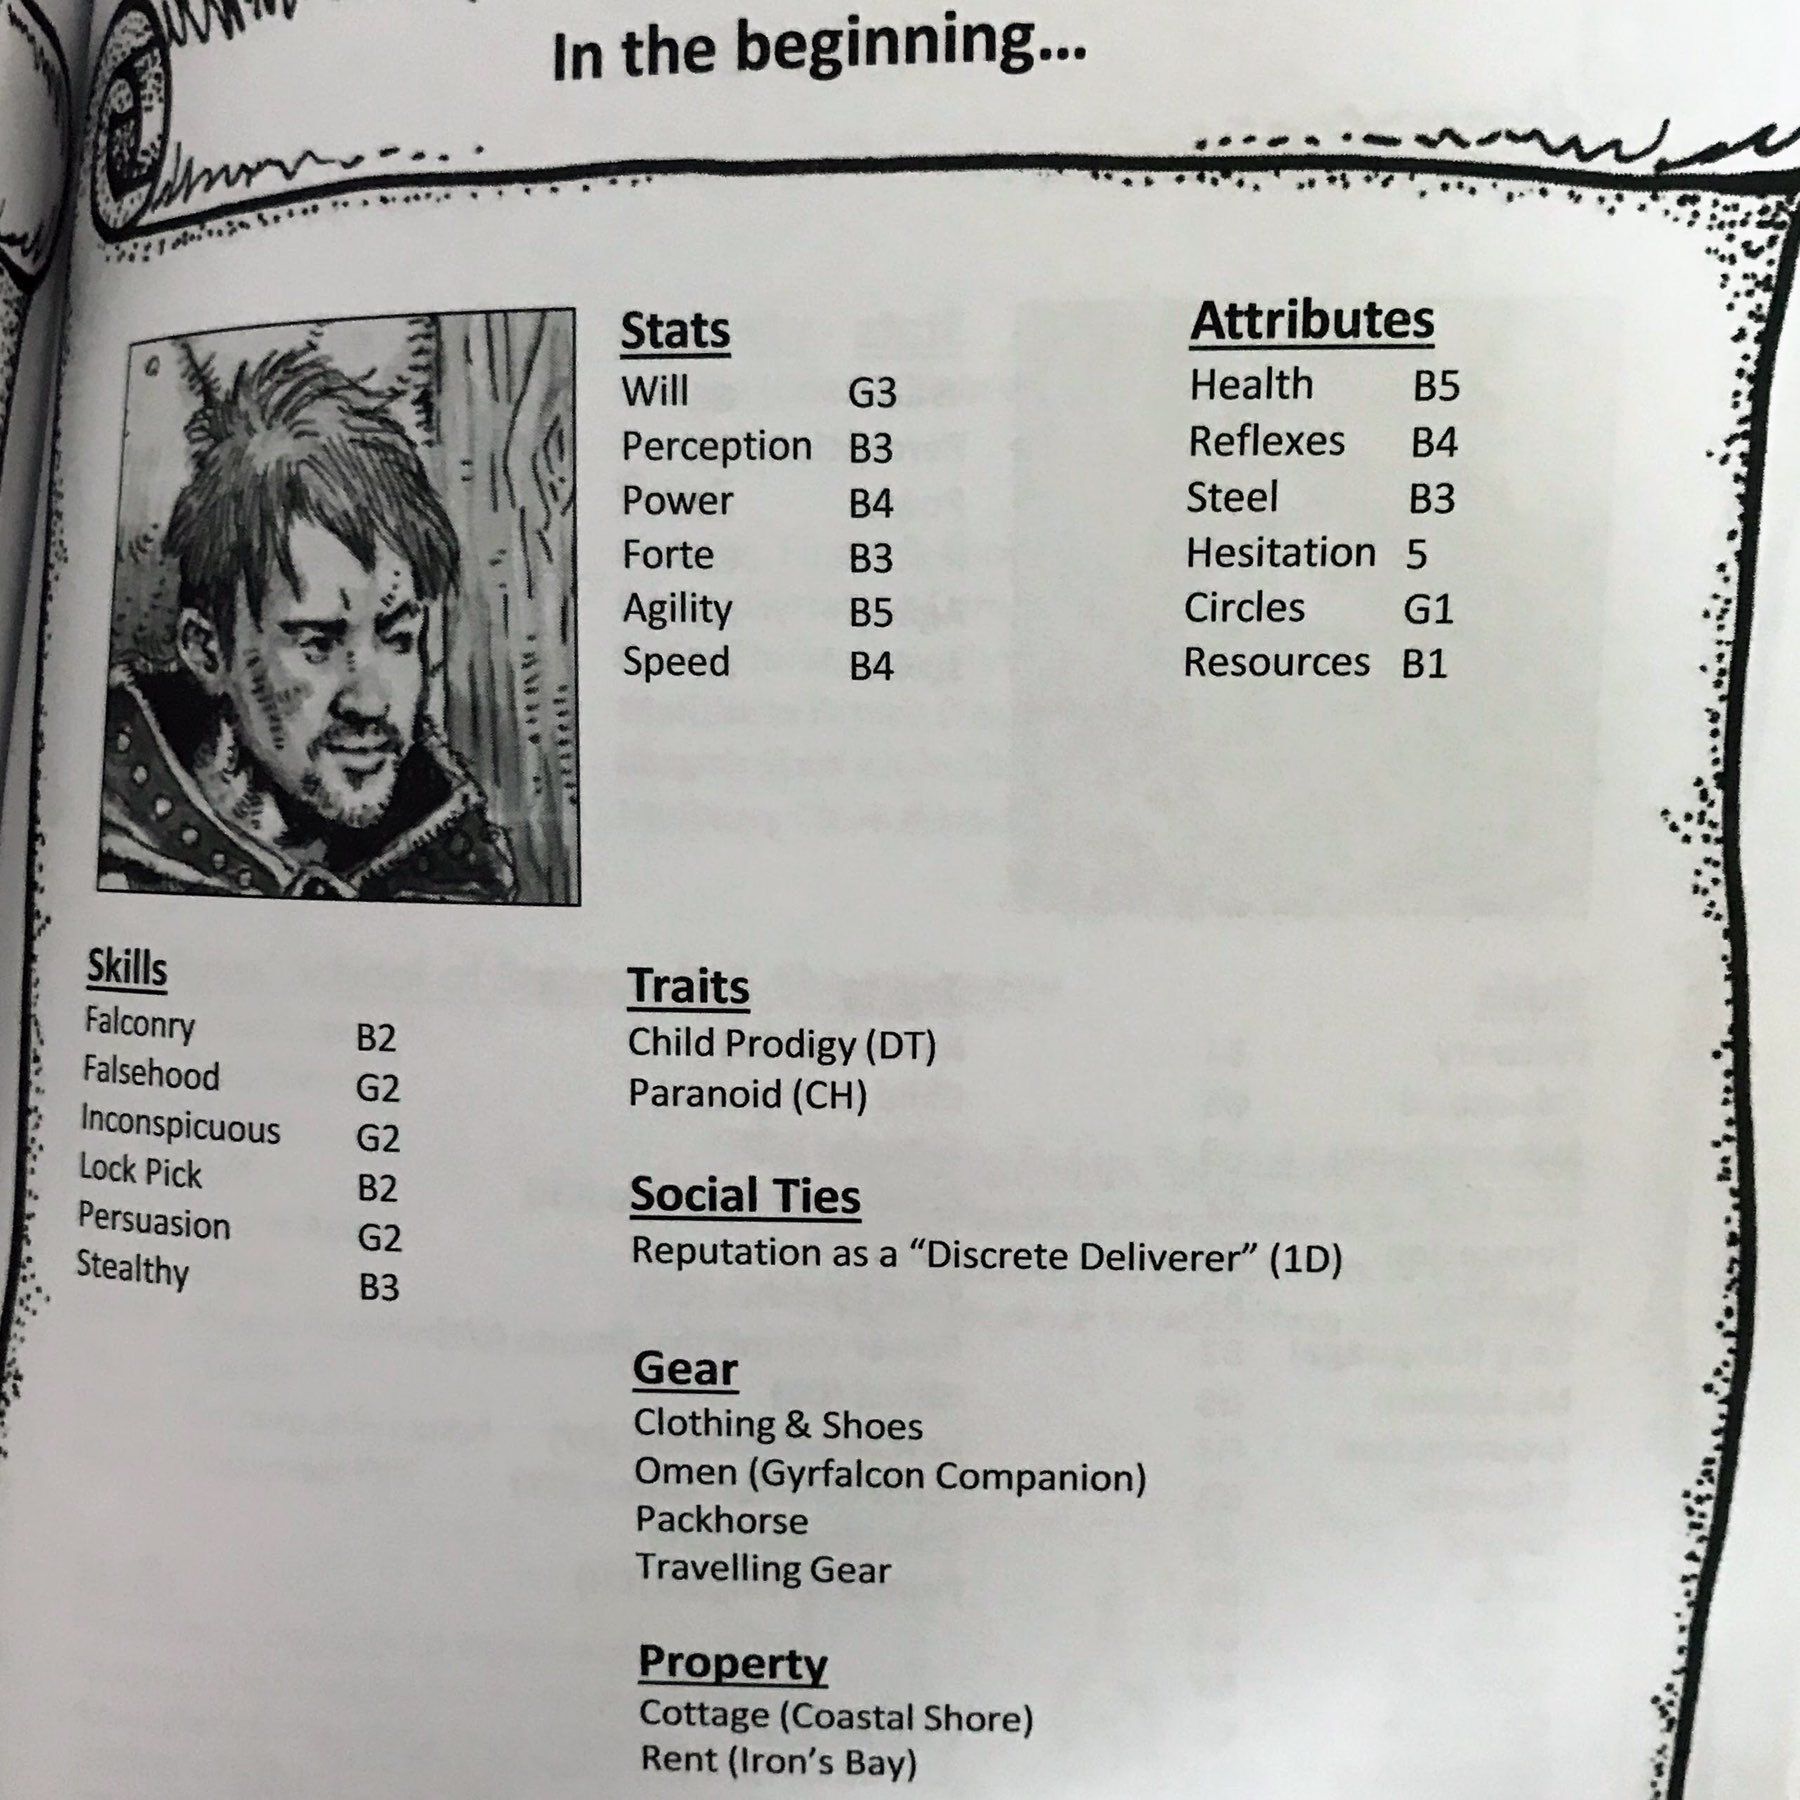 In the beginning...
Stats
Will G3
Perception B3
Power B4
Forte B3
Agility B5
Speed B4
Attributes
Health B5
Reflexes B4
Steel B3
Hesitation 5
Circles G1
Resources B1
Skills
Falconry B2
Falsehood G2
Inconspicuous G2
Lock Pick B2
Persuasion G2
Stealthy B3
Traits
Child Prodigy (DT)
Paranoid (CH)
Social Ties
Reputation as a “Discrete Deliverer” (1D)
Gear
Clothing & Shoes
Omen (Gyrfalcon Companion)
Packhorse
Travelling Gear
Property
Cottage (Coastal Shore)
Rent (Iron’s Bay)